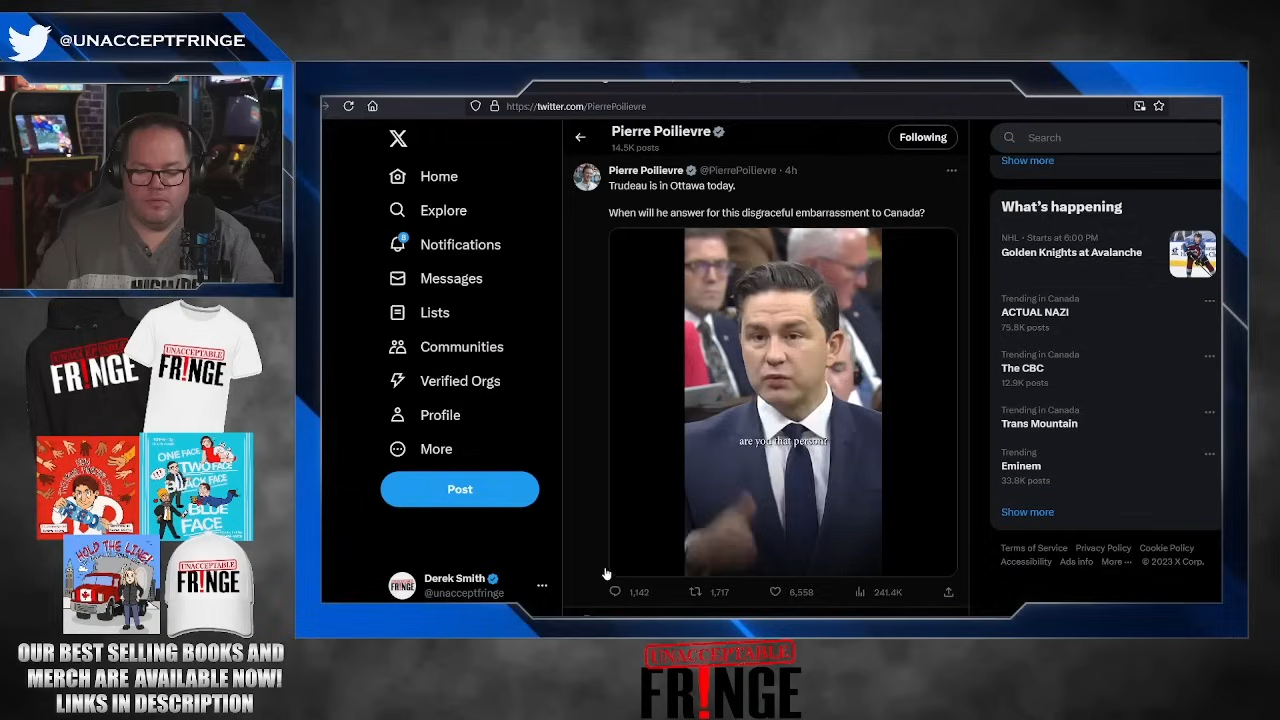 @UNACCEPTFRINGE
https://twitter.com/PierrePoilievre
Pierre Poilievre
14.5K posts
Following
Search
Show more
Home
Explore
8
Notifications
Messages
Lists
Communities
Verified Orgs
Profile
More
Post
Derek Smith
@unacceptfringe
Pierre Poilievre @PierrePoilievre · 4h
Trudeau is in Ottawa today.
When will he answer for this disgraceful embarrassment to Canada?
are you that person?
1,142
1,717
6,558
241.4K
What's happening
NHL · Starts at 6:00 PM
Golden Knights at Avalanche
Trending in Canada
ACTUAL NAZI
75.8K posts
Trending in Canada
The CBC
12.9K posts
Trending in Canada
Trans Mountain
Trending
Eminem
33.8K posts
Show more
Terms of Service Privacy Policy Cookie Policy
Accessibility Ads info More ··· © 2023 X Corp.
UNACCEPTABLE
FR!NGE
UNACCEPTABLE
FR!NGE
ONE FACE
TWO FACE
BLACK FACE
BLUE
FACE
HOLD THE LINE!
UNACCEPTABLE
FR!NGE
OUR BEST SELLING BOOKS AND
MERCH ARE AVAILABLE NOW!
LINKS IN DESCRIPTION
UNACCEPTABLE
FR!NGE